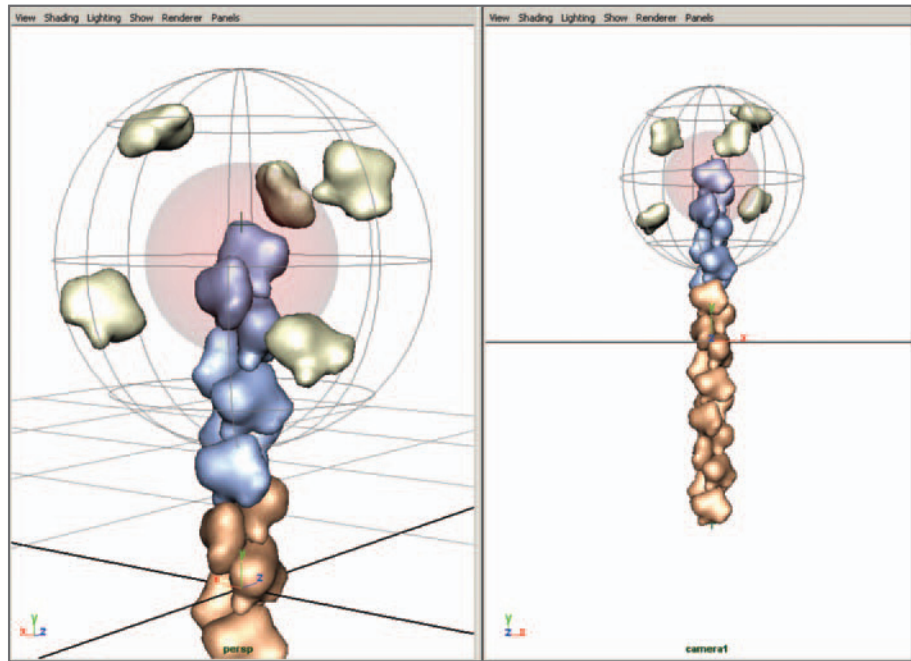 View Shading Lighting Show Renderer Panels
y
x z
x z
y
persp
View Shading Lighting Show Renderer Panels
y
x
y
z x
camera1